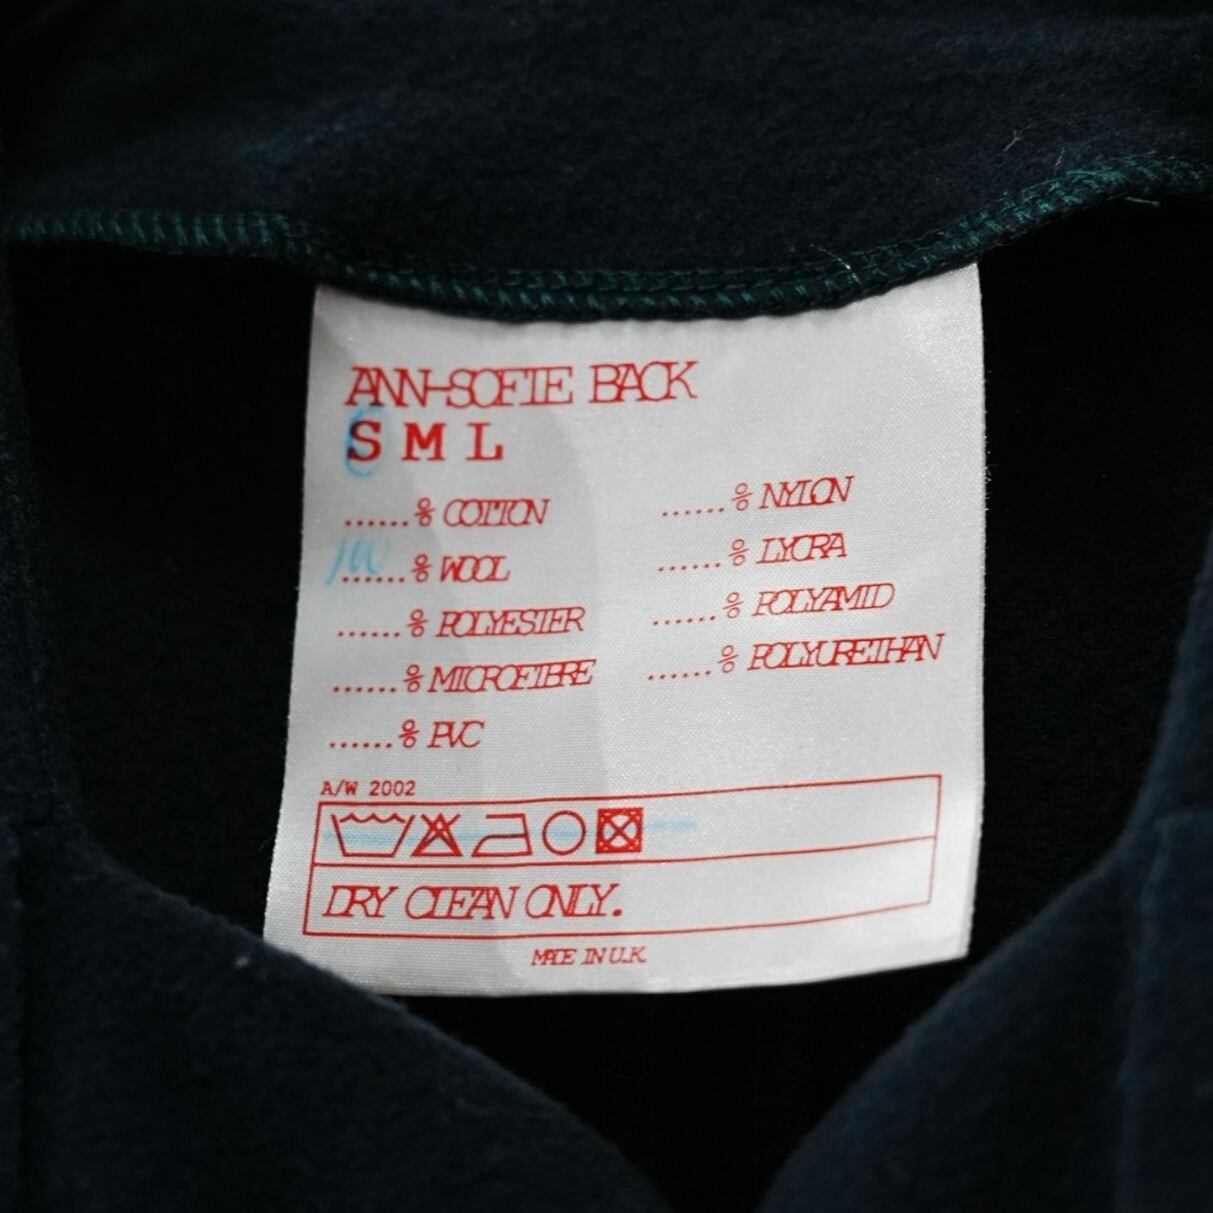 ANN-SOFIE BACK
S M L
......% COTTON ......% NYLON
100 ......% WOOL ......% LYCRA
......% POLYESTER ......% POLYAMID
......% MICROFIBRE ......% POLYURETHAN
......% PVC
A/W 2002
DRY CLEAN ONLY.
MADE IN U.K.